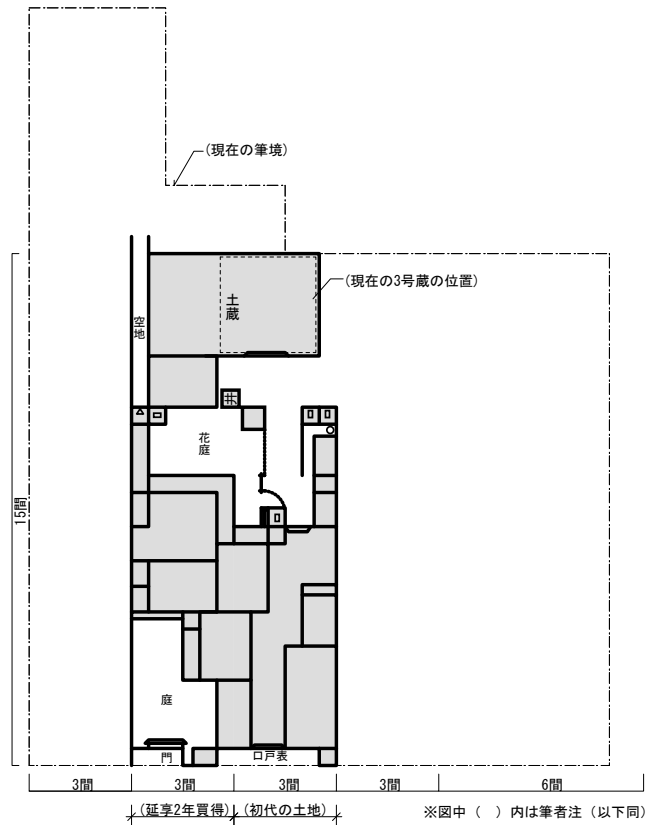 (現在の筆境)
(現在の3号蔵の位置)
土蔵
空地
井
花庭
15間
庭
門
口戸表
3間 3間 3間 3間 6間
(延享2年買得) (初代の土地)
※図中 ( ) 内は筆者注 (以下同)